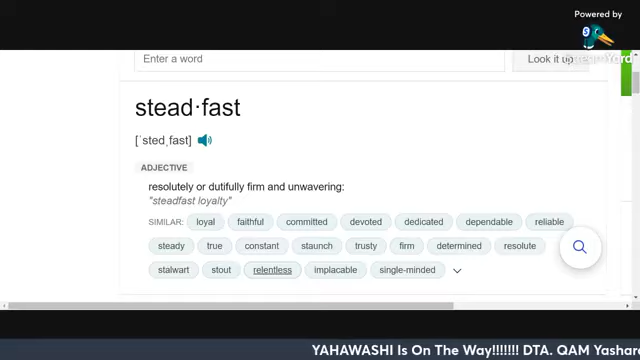 Powered by
StreamYard
Enter a word
Look it up
stead·fast
[ˈstedˌfast]
ADJECTIVE
resolutely or dutifully firm and unwavering:
"steadfast loyalty"
SIMILAR: loyal faithful committed devoted dedicated dependable reliable
steady true constant staunch trusty firm determined resolute
stalwart stout relentless implacable single-minded
YAHAWASHI Is On The Way!!!!!!! DTA. QAM Yashar